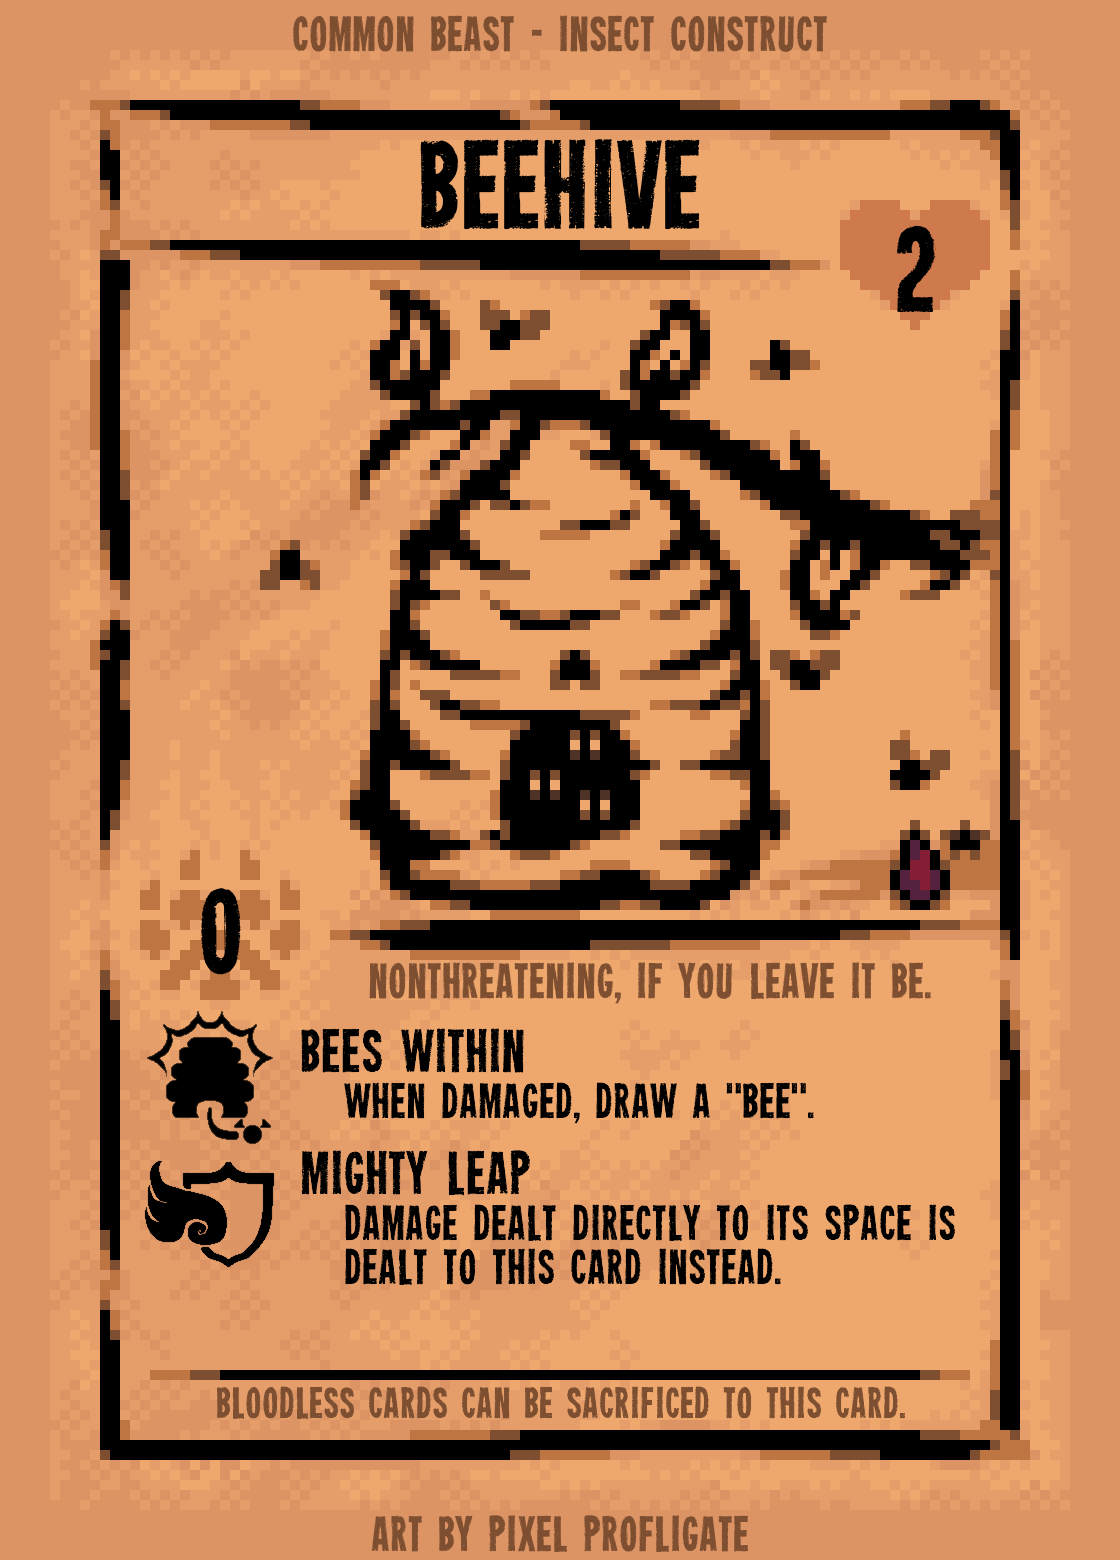 COMMON BEAST - INSECT CONSTRUCT
BEEHIVE
2
0
NONTHREATENING, IF YOU LEAVE IT BE.
BEES WITHIN
WHEN DAMAGED, DRAW A "BEE".
MIGHTY LEAP
DAMAGE DEALT DIRECTLY TO ITS SPACE IS
DEALT TO THIS CARD INSTEAD.
BLOODLESS CARDS CAN BE SACRIFICED TO THIS CARD.
ART BY PIXEL PROFLIGATE